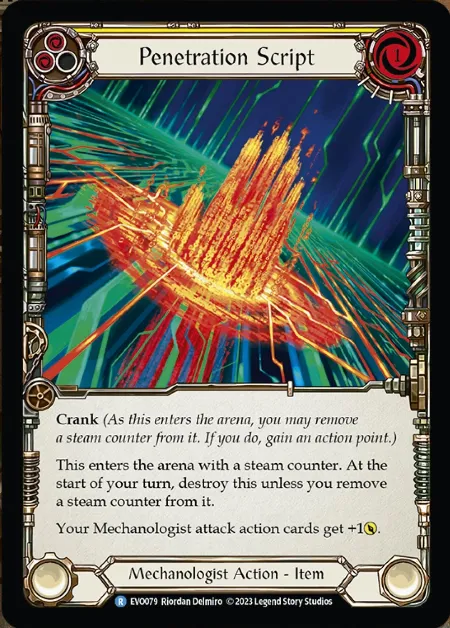 Penetration Script
1
Crank (As this enters the arena, you may remove
a steam counter from it. If you do, gain an action point.)
This enters the arena with a steam counter. At the
start of your turn, destroy this unless you remove
a steam counter from it.
Your Mechanologist attack action cards get +1.
Mechanologist Action - Item
R EVO079 Riordan Delmiro ©2023 Legend Story Studios